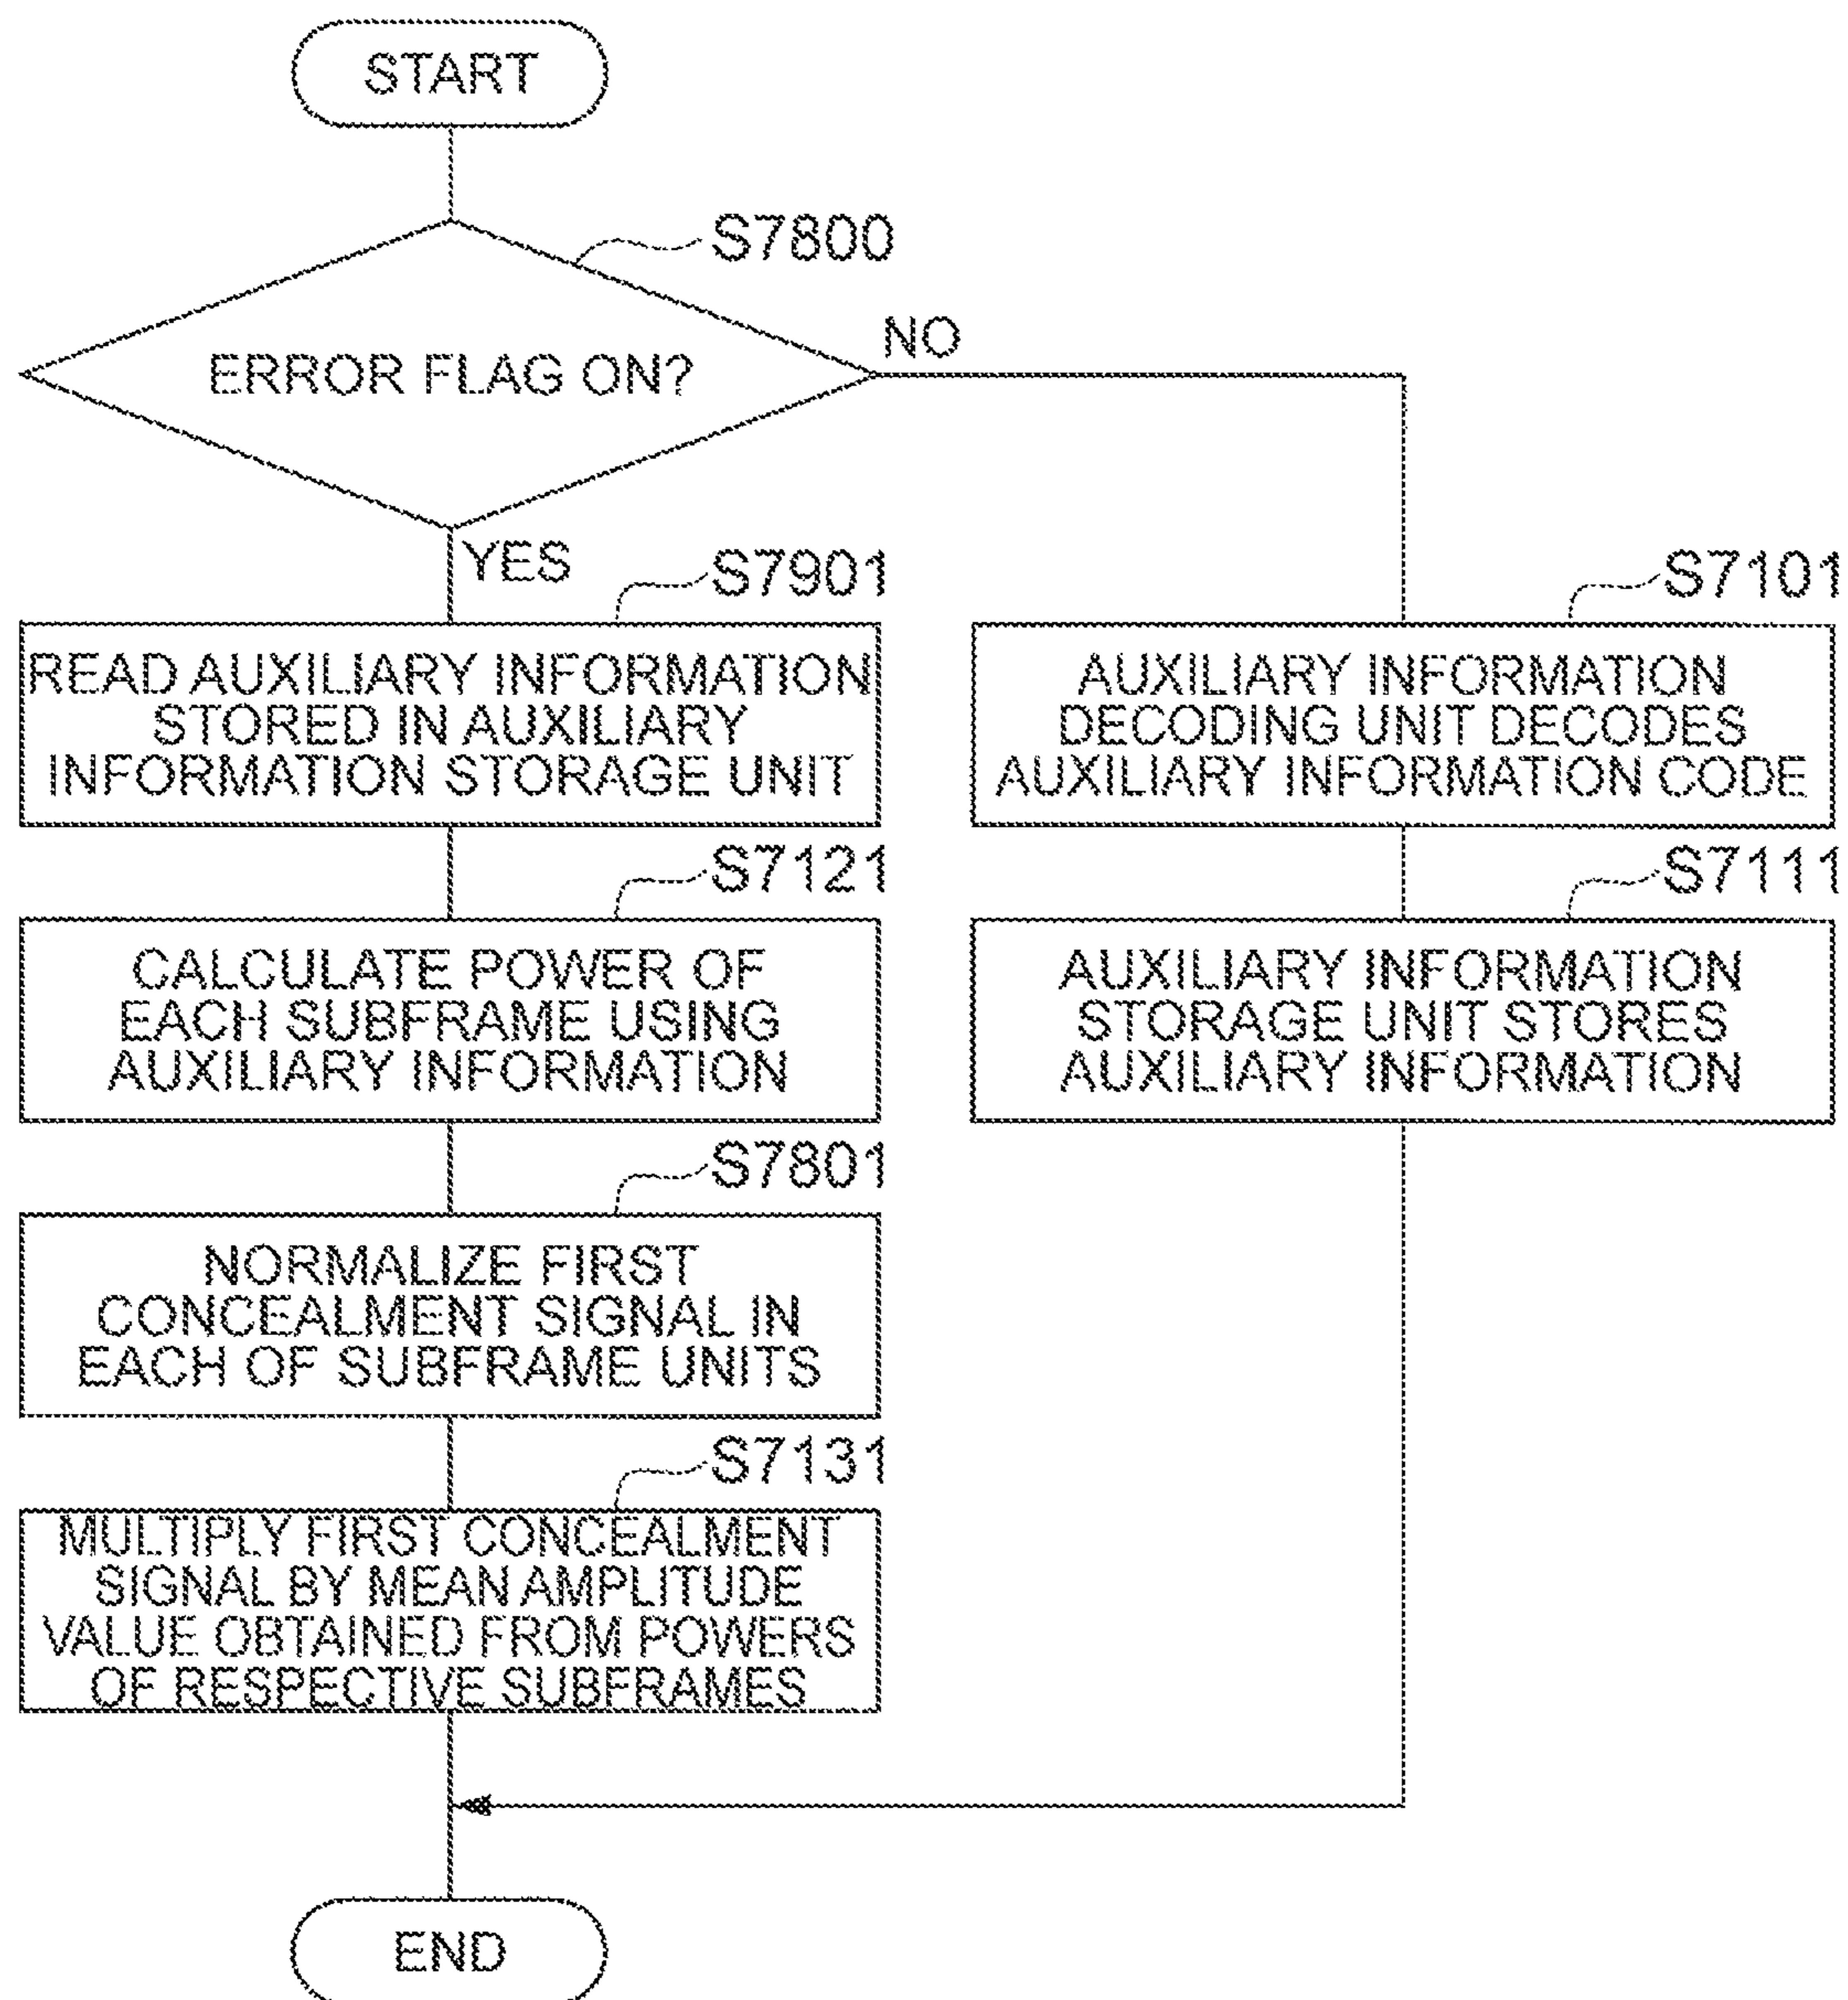 START
S7800
ERROR FLAG ON?
NO
YES
S7901
READ AUXILIARY INFORMATION
STORED IN AUXILIARY
INFORMATION STORAGE UNIT
S7101
AUXILIARY INFORMATION
DECODING UNIT DECODES
AUXILIARY INFORMATION CODE
S7121
CALCULATE POWER OF
EACH SUBFRAME USING
AUXILIARY INFORMATION
S7111
AUXILIARY INFORMATION
STORAGE UNIT STORES
AUXILIARY INFORMATION
S7801
NORMALIZE FIRST
CONCEALMENT SIGNAL IN
EACH OF SUBFRAME UNITS
S7131
MULTIPLY FIRST CONCEALMENT
SIGNAL BY MEAN AMPLITUDE
VALUE OBTAINED FROM POWERS
OF RESPECTIVE SUBFRAMES
END